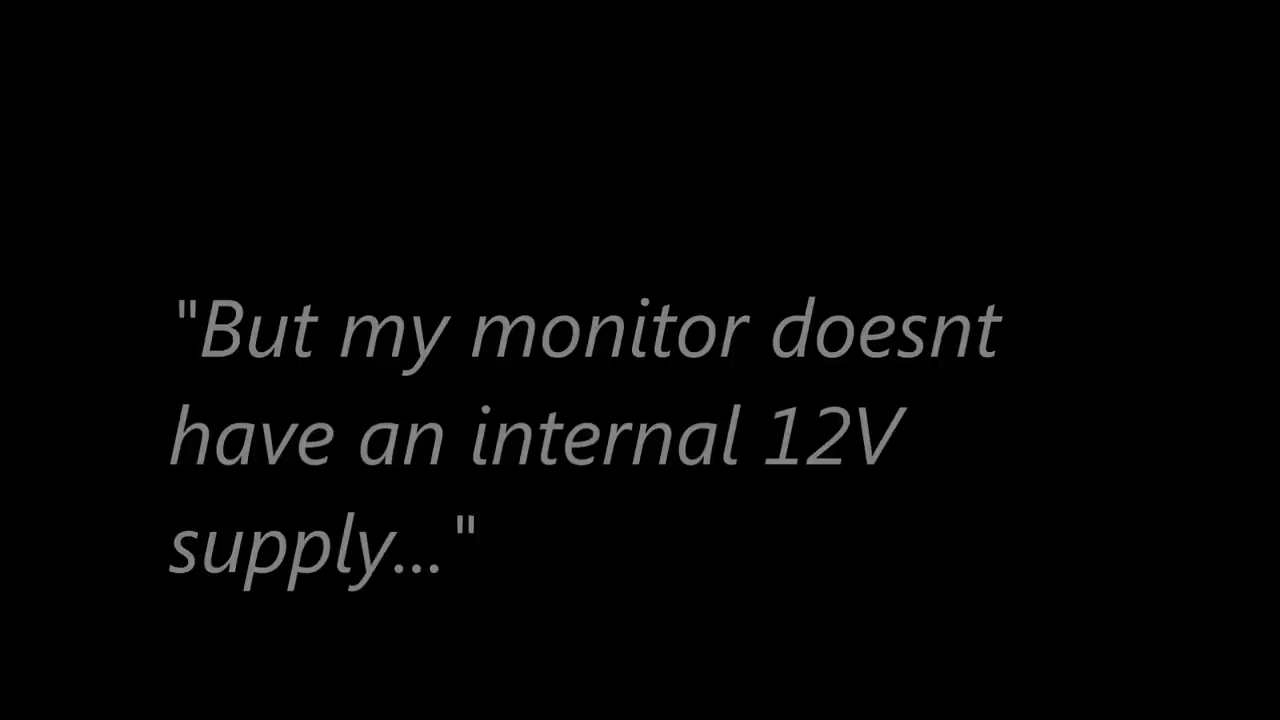 "But my monitor doesnt
have an internal 12V
supply..."